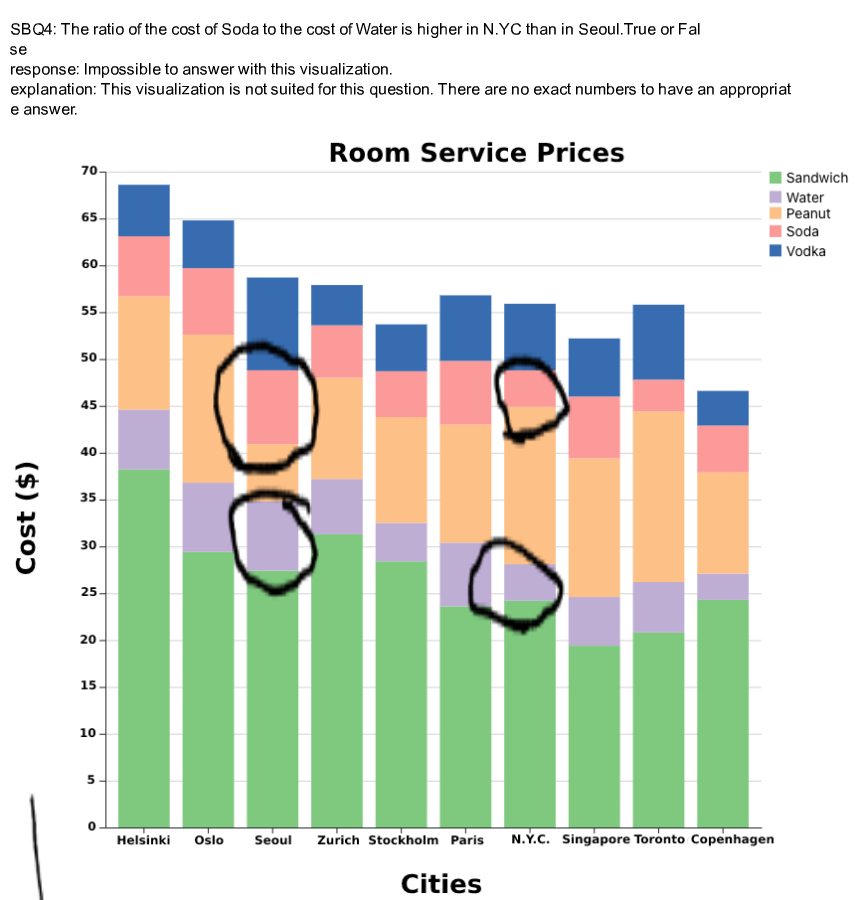 SBQ4: The ratio of the cost of Soda to the cost of Water is higher in N.YC than in Seoul.True or Fal
se
response: Impossible to answer with this visualization.
explanation: This visualization is not suited for this question. There are no exact numbers to have an appropriat
e answer.
Room Service Prices
70
65
60
55
50
45
40
35
30
25
20
15
10
5
0
Cost ($)
Sandwich
Water
Peanut
Soda
Vodka
Helsinki Oslo Seoul Zurich Stockholm Paris N.Y.C. Singapore Toronto Copenhagen
Cities